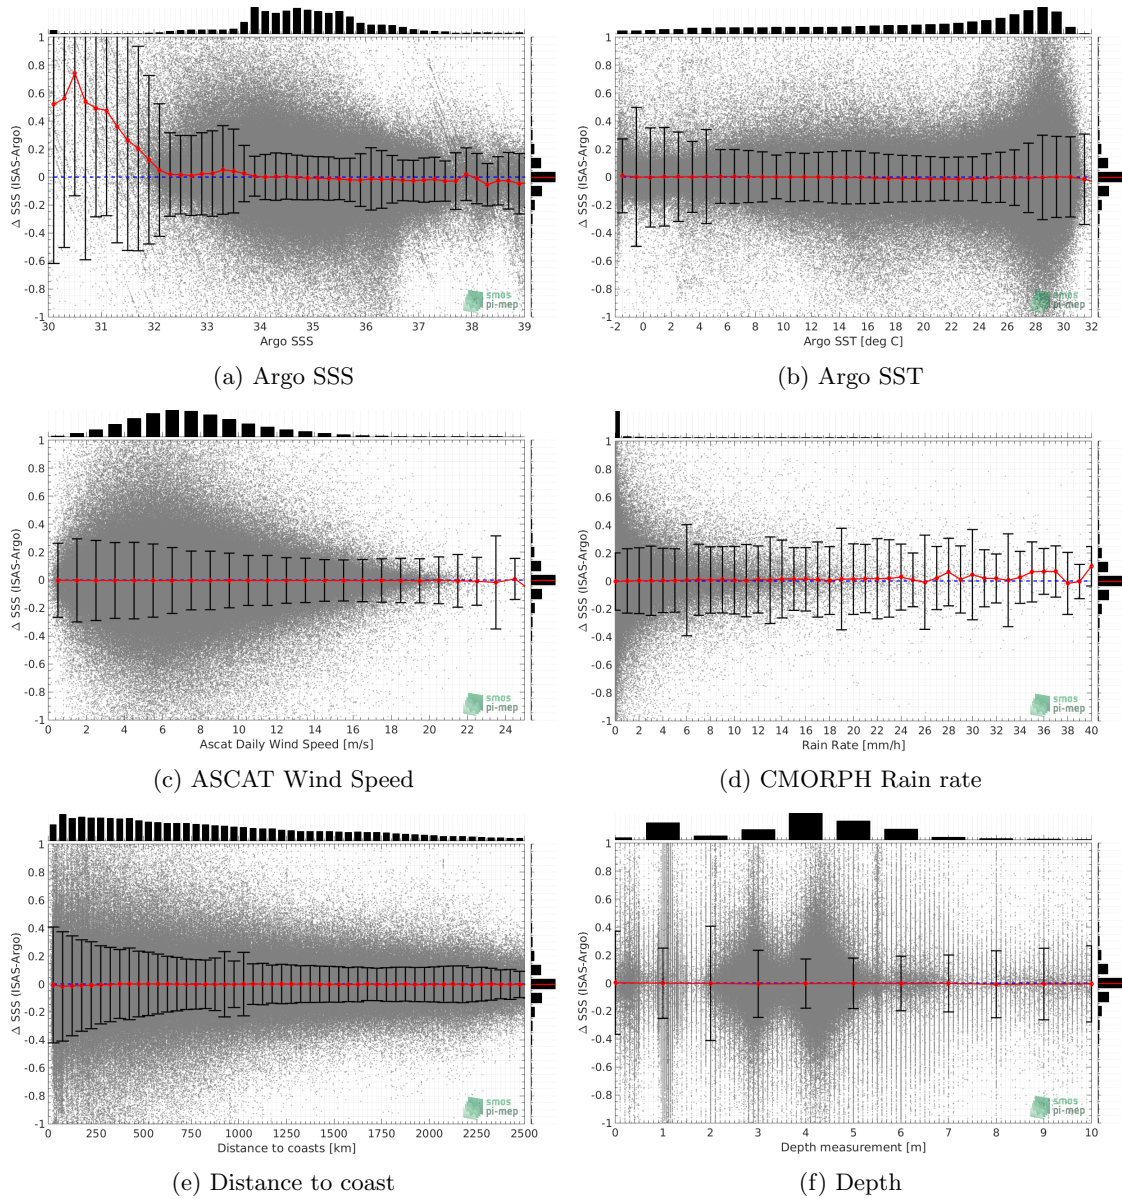 1
0.8
0.6
0.4
0.2
0
-0.2
-0.4
-0.6
-0.8
-1
Δ SSS (ISAS-Argo)
30 31 32 33 34 35 36 37 38 39
Argo SSS
smos
pi-mep
(a) Argo SSS
1
0.8
0.6
0.4
0.2
0
-0.2
-0.4
-0.6
-0.8
-1
Δ SSS (ISAS-Argo)
-2 0 2 4 6 8 10 12 14 16 18 20 22 24 26 28 30 32
Argo SST [deg C]
smos
pi-mep
(b) Argo SST
1
0.8
0.6
0.4
0.2
0
-0.2
-0.4
-0.6
-0.8
-1
Δ SSS (ISAS-Argo)
0 2 4 6 8 10 12 14 16 18 20 22 24
Ascat Daily Wind Speed [m/s]
smos
pi-mep
(c) ASCAT Wind Speed
1
0.8
0.6
0.4
0.2
0
-0.2
-0.4
-0.6
-0.8
-1
Δ SSS (ISAS-Argo)
0 2 4 6 8 10 12 14 16 18 20 22 24 26 28 30 32 34 36 38 40
Rain Rate [mm/h]
smos
pi-mep
(d) CMORPH Rain rate
1
0.8
0.6
0.4
0.2
0
-0.2
-0.4
-0.6
-0.8
-1
Δ SSS (ISAS-Argo)
0 250 500 750 1000 1250 1500 1750 2000 2250 2500
Distance to coasts [km]
smos
pi-mep
(e) Distance to coast
1
0.8
0.6
0.4
0.2
0
-0.2
-0.4
-0.6
-0.8
-1
Δ SSS (ISAS-Argo)
0 1 2 3 4 5 6 7 8 9 10
Depth measurement [m]
smos
pi-mep
(f) Depth